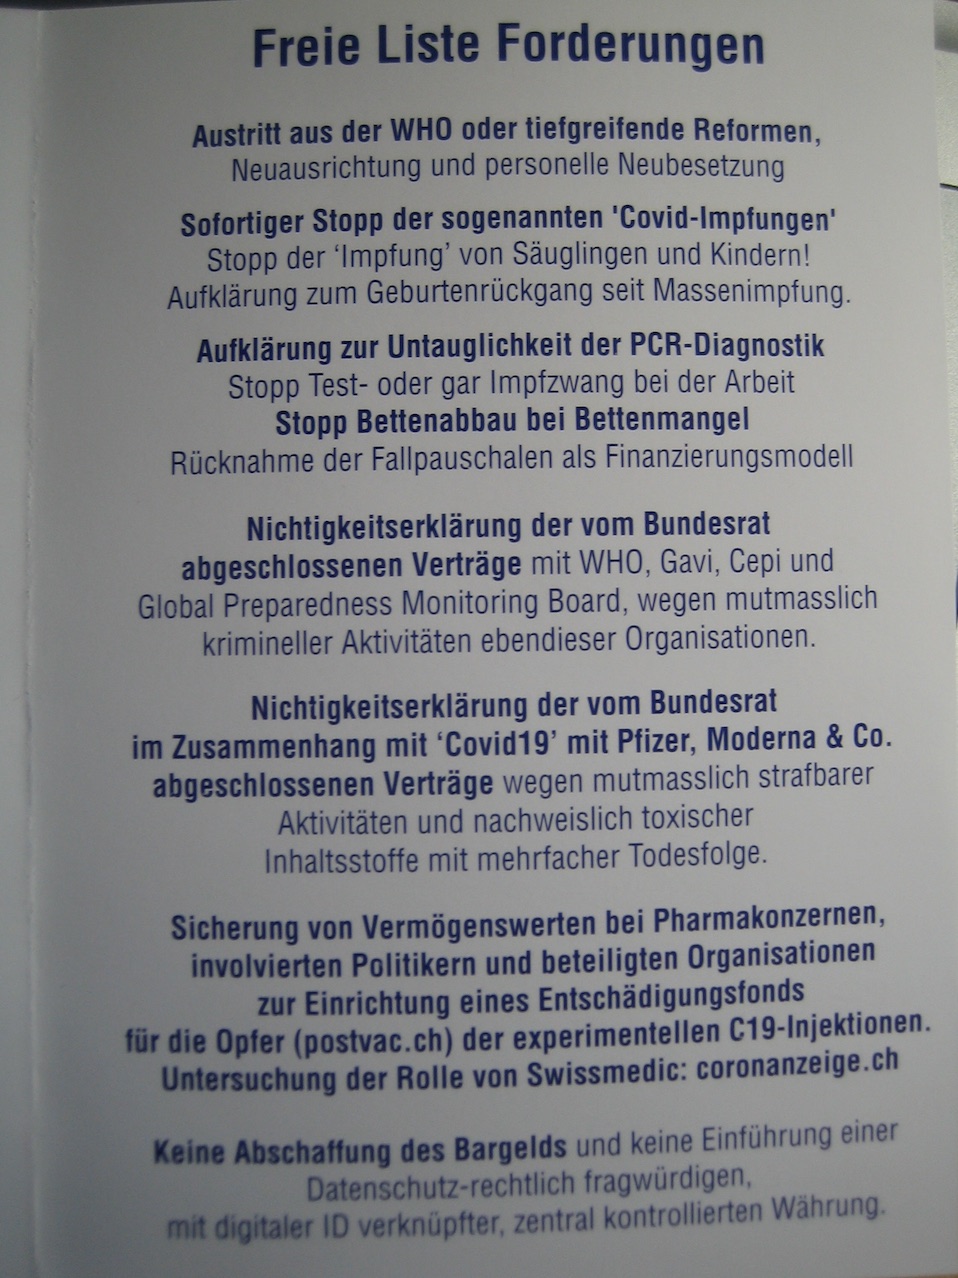 Freie Liste Forderungen
Austritt aus der WHO oder tiefgreifende Reformen,
Neuausrichtung und personelle Neubesetzung
Sofortiger Stopp der sogenannten 'Covid-Impfungen'
Stopp der ‘Impfung’ von Säuglingen und Kindern!
Aufklärung zum Geburtenrückgang seit Massenimpfung.
Aufklärung zur Untauglichkeit der PCR-Diagnostik
Stopp Test- oder gar Impfzwang bei der Arbeit
Stopp Bettenabbau bei Bettenmangel
Rücknahme der Fallpauschalen als Finanzierungsmodell
Nichtigkeitserklärung der vom Bundesrat
abgeschlossenen Verträge mit WHO, Gavi, Cepi und
Global Preparedness Monitoring Board, wegen mutmasslich
krimineller Aktivitäten ebendieser Organisationen.
Nichtigkeitserklärung der vom Bundesrat
im Zusammenhang mit ‘Covid19’ mit Pfizer, Moderna & Co.
abgeschlossenen Verträge wegen mutmasslich strafbarer
Aktivitäten und nachweislich toxischer
Inhaltsstoffe mit mehrfacher Todesfolge.
Sicherung von Vermögenswerten bei Pharmakonzernen,
involvierten Politikern und beteiligten Organisationen
zur Einrichtung eines Entschädigungsfonds
für die Opfer (postvac.ch) der experimentellen C19-Injektionen.
Untersuchung der Rolle von Swissmedic: coronanzeige.ch
Keine Abschaffung des Bargelds und keine Einführung einer
Datenschutz-rechtlich fragwürdigen,
mit digitaler ID verknüpfter, zentral kontrollierten Währung.